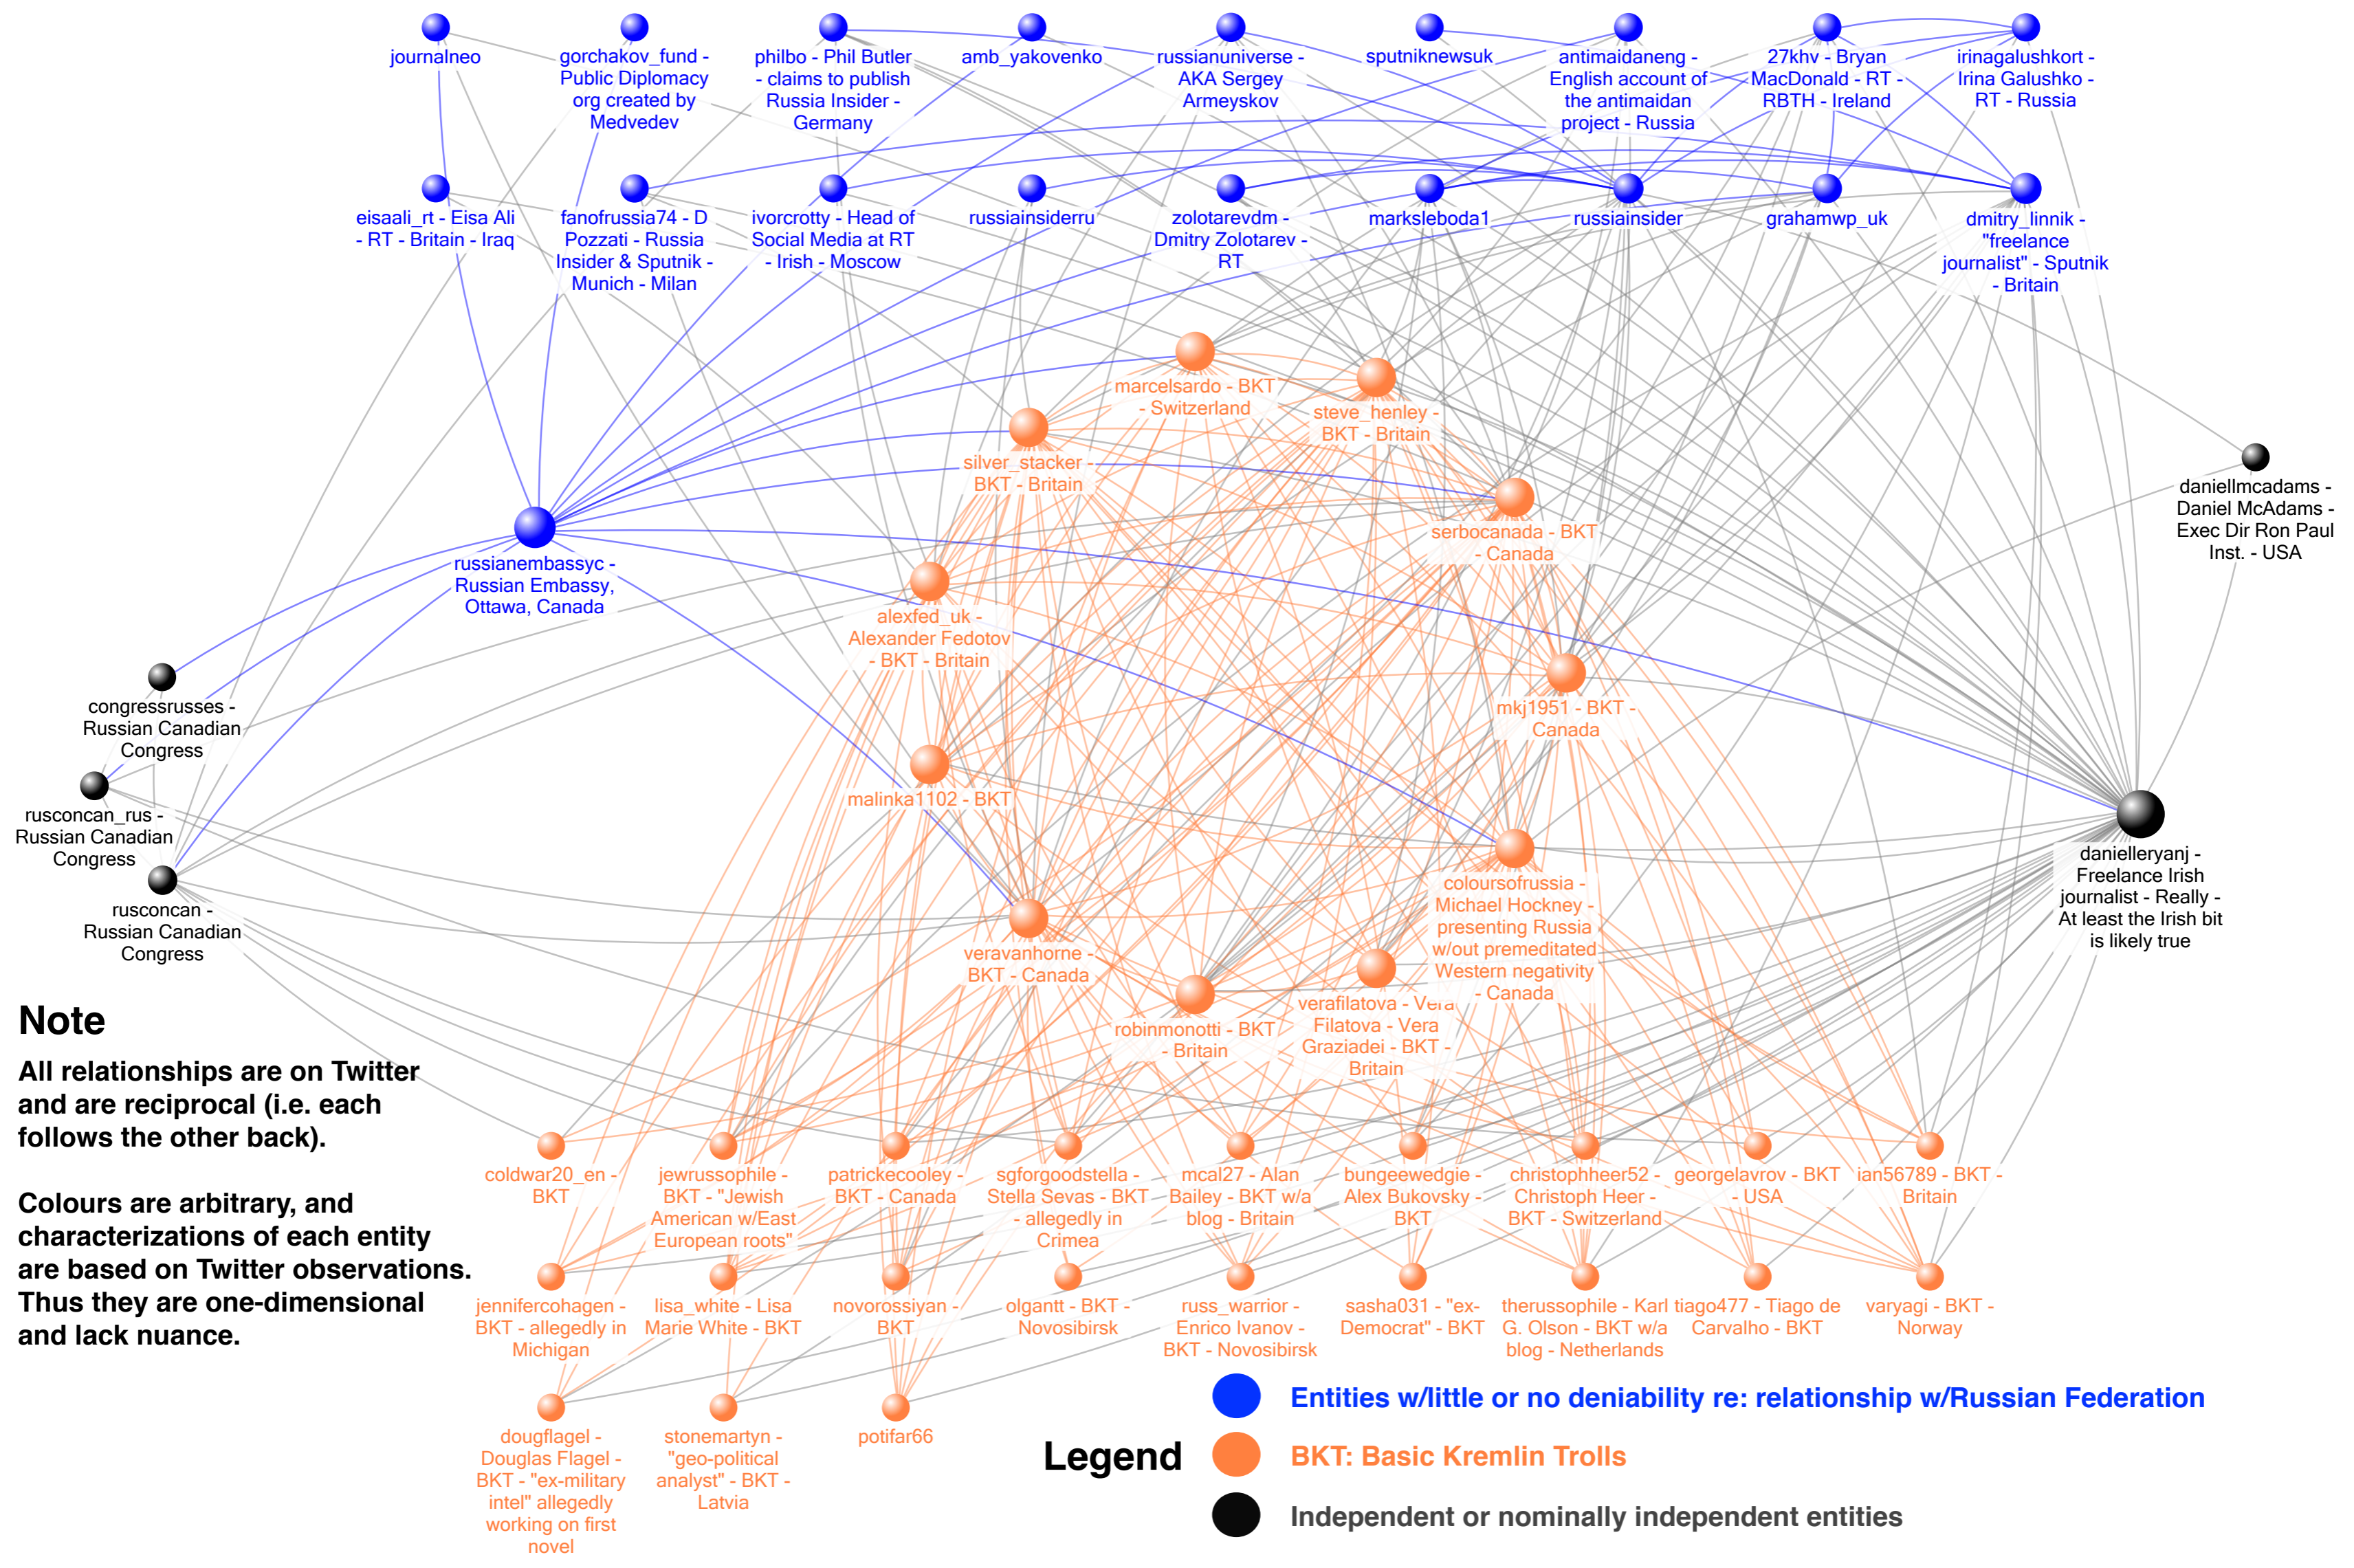 journalneo
gorchakov_fund -
Public Diplomacy
org created by
Medvedev
philbo - Phil Butler
- claims to publish
Russia Insider -
Germany
amb_yakovenko
russianuniverse -
AKA Sergey
Armeyskov
sputniknewsuk
antimaidaneng -
English account of
the antimaidan
project - Russia
27khv - Bryan
MacDonald - RT -
RBTH - Ireland
irinagalushkort -
Irina Galushko -
RT - Russia
eisaali_rt - Eisa Ali
- RT - Britain - Iraq
fanofrussia74 - D
Pozzati - Russia
Insider & Sputnik -
Munich - Milan
ivorcrotty - Head of
Social Media at RT
- Irish - Moscow
russiainsiderru
zolotarevdm -
Dmitry Zolotarev -
RT
marksleboda1
russiainsider
grahamwp_uk
dmitry_linnik -
"freelance
journalist" - Sputnik
- Britain
marcelsardo - BKT
- Switzerland
steve_henley -
BKT - Britain
silver_stacker -
BKT - Britain
serbocanada - BKT
- Canada
daniellmcadams -
Daniel McAdams -
Exec Dir Ron Paul
Inst. - USA
russianembassyc -
Russian Embassy,
Ottawa, Canada
alexfed_uk -
Alexander Fedotov
- BKT - Britain
mkj1951 - BKT -
Canada
congressrusses -
Russian Canadian
Congress
malinka1102 - BKT
rusconcan_rus -
Russian Canadian
Congress
danielleryanj -
Freelance Irish
journalist - Really -
At least the Irish bit
is likely true
coloursofrussia -
Michael Hockney -
presenting Russia
w/out premeditated
Western negativity
- Canada
rusconcan -
Russian Canadian
Congress
veravanhorne -
BKT - Canada
robinmonotti - BKT
- Britain
verafilatova - Vera
Filatova - Vera
Graziadei - BKT -
Britain
Note
All relationships are on Twitter
and are reciprocal (i.e. each
follows the other back).
Colours are arbitrary, and
characterizations of each entity
are based on Twitter observations.
Thus they are one-dimensional
and lack nuance.
coldwar20_en -
BKT
jewrussophile -
BKT - "Jewish
American w/East
European roots"
patrickecooley -
BKT - Canada
sgforgoodstella -
Stella Sevas - BKT
- allegedly in
Crimea
mcal27 - Alan
Bailey - BKT w/a
blog - Britain
bungeewedgie -
Alex Bukovsky -
BKT
christophheer52 -
Christoph Heer -
BKT - Switzerland
georgelavrov - BKT
- USA
ian56789 - BKT -
Britain
jennifercohagen -
BKT - allegedly in
Michigan
lisa_white - Lisa
Marie White - BKT
novorossiyan -
BKT
olgantt - BKT -
Novosibirsk
russ_warrior -
Enrico Ivanov -
BKT - Novosibirsk
sasha031 - "ex-
Democrat" - BKT
therussophile - Karl
G. Olson - BKT w/a
blog - Netherlands
tiago477 - Tiago de
Carvalho - BKT
varyagi - BKT -
Norway
dougflagel -
Douglas Flagel -
BKT - "ex-military
intel" allegedly
working on first
novel
stonemartyn -
"geo-political
analyst" - BKT -
Latvia
potifar66
Legend
Entities w/little or no deniability re: relationship w/Russian Federation
BKT: Basic Kremlin Trolls
Independent or nominally independent entities